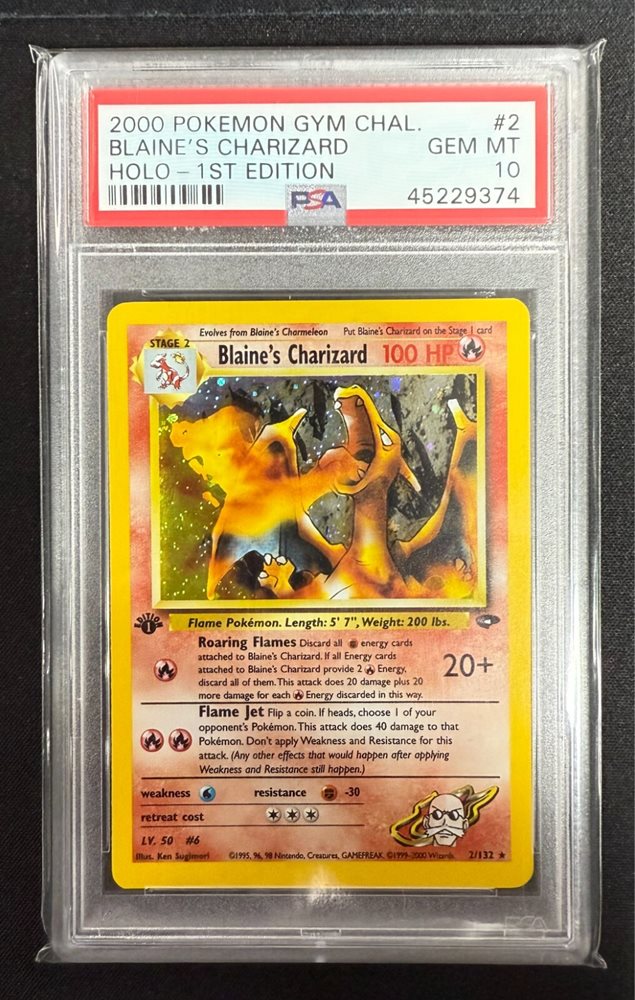 2000 POKEMON GYM CHAL. #2
BLAINE'S CHARIZARD GEM MT
HOLO - 1ST EDITION 10
PSA 45229374
Evolves from Blaine's Charmeleon Put Blaine's Charizard on the Stage 1 card
STAGE 2
Blaine's Charizard 100 HP
EDITION 1
Flame Pokémon. Length: 5' 7", Weight: 200 lbs.
Roaring Flames Discard all energy cards
attached to Blaine's Charizard. If all Energy cards
attached to Blaine's Charizard provide 2 Energy,
discard all of them. This attack does 20 damage plus 20
more damage for each Energy discarded in this way.
20+
Flame Jet Flip a coin. If heads, choose 1 of your
opponent's Pokémon. This attack does 40 damage to that
Pokémon. Don't apply Weakness and Resistance for this
attack. (Any other effects that would happen after applying
Weakness and Resistance still happen.)
weakness resistance -30
retreat cost
LV. 50 #6
Illus. Ken Sugimori ©1995, 96, 98 Nintendo, Creatures, GAMEFREAK. ©1999-2000 Wizards. 2/132 ★
PSA